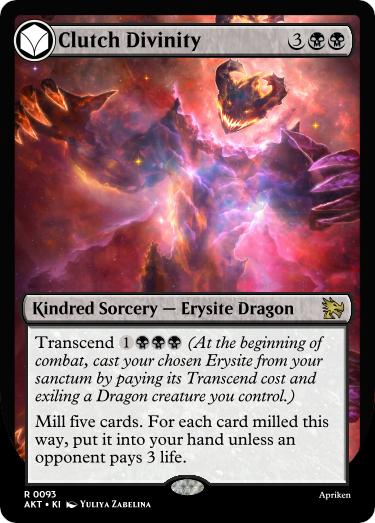 Clutch Divinity 3
Kindred Sorcery — Erysite Dragon
Transcend 1 (At the beginning of
combat, cast your chosen Erysite from your
sanctum by paying its Transcend cost and
exiling a Dragon creature you control.)
Mill five cards. For each card milled this
way, put it into your hand unless an
opponent pays 3 life.
R 0093
AKT • KI Yuliya Zabelina
Apriken